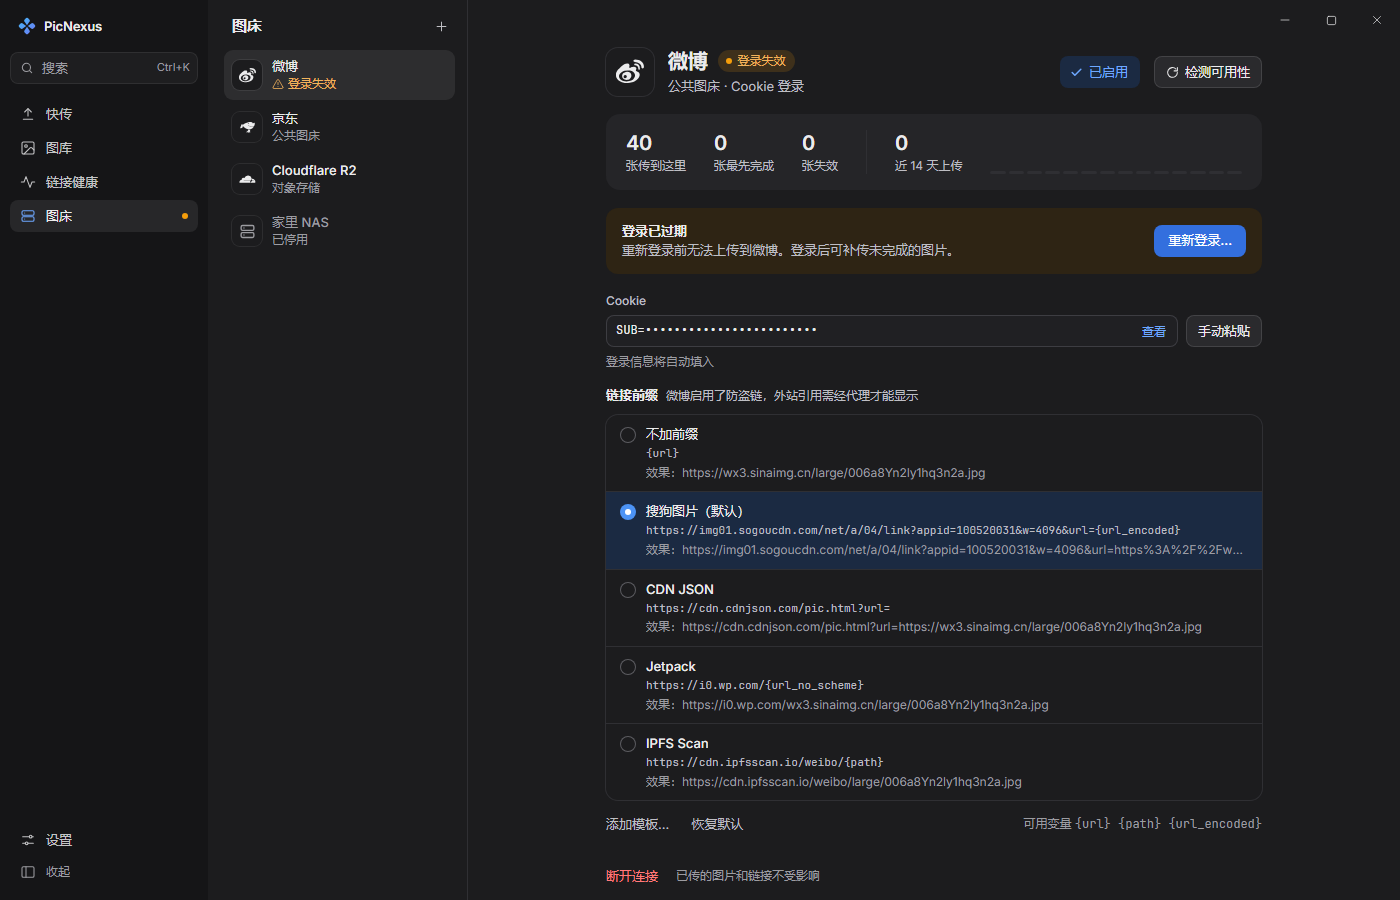 PicNexus
搜索
Ctrl+K
快传
图库
链接健康
图床
设置
收起
图床
微博
登录失效
京东
公共图床
Cloudflare R2
对象存储
家里 NAS
已停用
微博
登录失效
公共图床 · Cookie 登录
已启用
检测可用性
40
张传到这里
0
张最先完成
0
张失效
0
近 14 天上传
登录已过期
重新登录前无法上传到微博。登录后可补传未完成的图片。
重新登录...
Cookie
SUB=••••••••••••••••••••••••
查看
手动粘贴
登录信息将自动填入
链接前缀 微博启用了防盗链，外站引用需经代理才能显示
不加前缀
{url}
效果：https://wx3.sinaimg.cn/large/006a8Yn2ly1hq3n2a.jpg
搜狗图片（默认）
https://img01.sogoucdn.com/net/a/04/link?appid=100520031&w=4096&url={url_encoded}
效果：https://img01.sogoucdn.com/net/a/04/link?appid=100520031&w=4096&url=https%3A%2F%2Fw...
CDN JSON
https://cdn.cdnjson.com/pic.html?url=
效果：https://cdn.cdnjson.com/pic.html?url=https://wx3.sinaimg.cn/large/006a8Yn2ly1hq3n2a.jpg
Jetpack
https://i0.wp.com/{url_no_scheme}
效果：https://i0.wp.com/wx3.sinaimg.cn/large/006a8Yn2ly1hq3n2a.jpg
IPFS Scan
https://cdn.ipfsscan.io/weibo/{path}
效果：https://cdn.ipfsscan.io/weibo/large/006a8Yn2ly1hq3n2a.jpg
添加模板...
恢复默认
可用变量 {url} {path} {url_encoded}
断开连接
已传的图片和链接不受影响